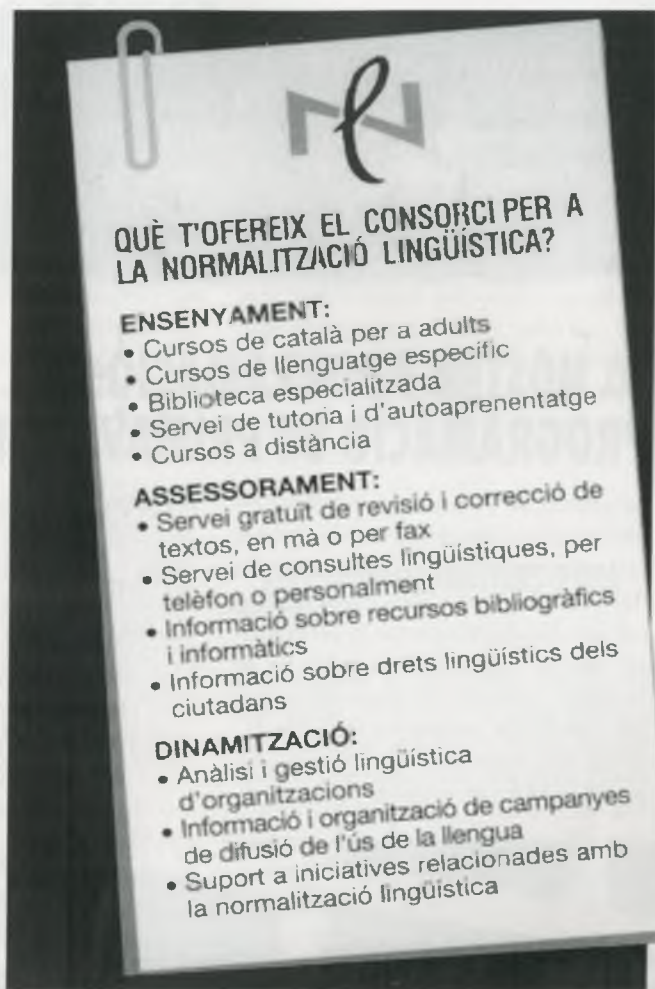 QUÈ T'OFEREIX EL CONSORCI PER A
LA NORMALITZACIÓ LINGÜÍSTICA?
ENSENYAMENT:
• Cursos de català per a adults
• Cursos de llenguatge específic
• Biblioteca especialitzada
• Servei de tutoria i d'autoaprenentatge
• Cursos a distància
ASSESSORAMENT:
• Servei gratuït de revisió i correcció de
textos, en mà o per fax
• Servei de consultes lingüístiques, per
telèfon o personalment
• Informació sobre recursos bibliogràfics
i informàtics
• Informació sobre drets lingüístics dels
ciutadans
DINAMITZACIÓ:
• Anàlisi i gestió lingüística
d'organitzacions
• Informació i organització de campanyes
de difusió de l'ús de la llengua
• Suport a iniciatives relacionades amb
la normalització lingüística